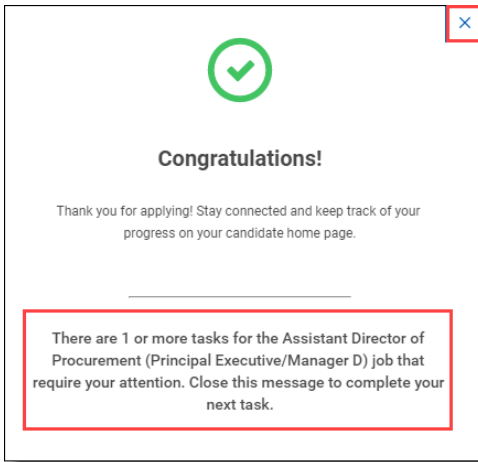 Congratulations!
Thank you for applying! Stay connected and keep track of your
progress on your candidate home page.
There are 1 or more tasks for the Assistant Director of
Procurement (Principal Executive/Manager D) job that
require your attention. Close this message to complete your
next task.